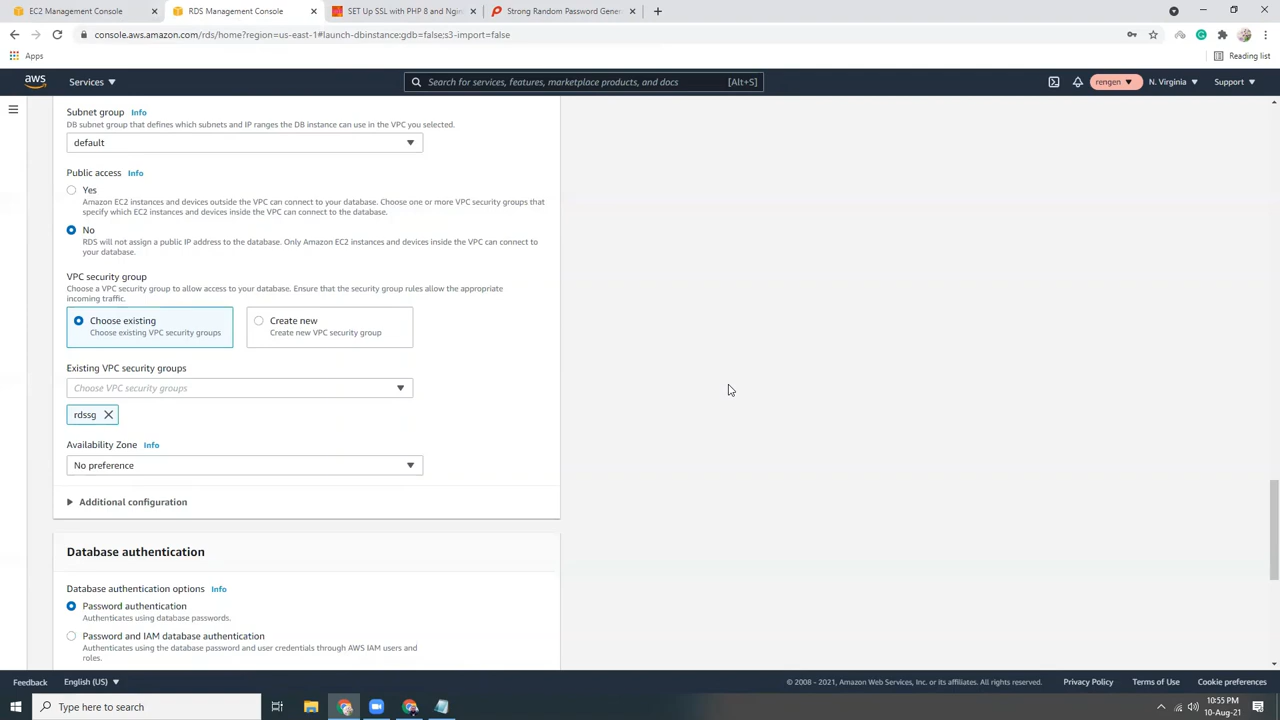 EC2 Management Console
RDS Management Console
SET Up SSL with PHP 8 and Ngin
Strong Random Password Gener
console.aws.amazon.com/rds/home?region=us-east-1#launch-dbinstance:gdb=false;s3-import=false
Apps
Reading list
aws
Services
Search for services, features, marketplace products, and docs
[Alt+S]
rengen
N. Virginia
Support
Subnet group Info
DB subnet group that defines which subnets and IP ranges the DB instance can use in the VPC you selected.
default
Public access Info
Yes
Amazon EC2 instances and devices outside the VPC can connect to your database. Choose one or more VPC security groups that
specify which EC2 instances and devices inside the VPC can connect to the database.
No
RDS will not assign a public IP address to the database. Only Amazon EC2 instances and devices inside the VPC can connect to
your database.
VPC security group
Choose a VPC security group to allow access to your database. Ensure that the security group rules allow the appropriate
incoming traffic.
Choose existing
Choose existing VPC security groups
Create new
Create new VPC security group
Existing VPC security groups
Choose VPC security groups
rdssg
Availability Zone Info
No preference
Additional configuration
Database authentication
Database authentication options Info
Password authentication
Authenticates using database passwords.
Password and IAM database authentication
Authenticates using the database password and user credentials through AWS IAM users and
roles.
Feedback
English (US)
© 2008 - 2021, Amazon Web Services, Inc. or its affiliates. All rights reserved.
Privacy Policy
Terms of Use
Cookie preferences
Type here to search
10:55 PM
10-Aug-21